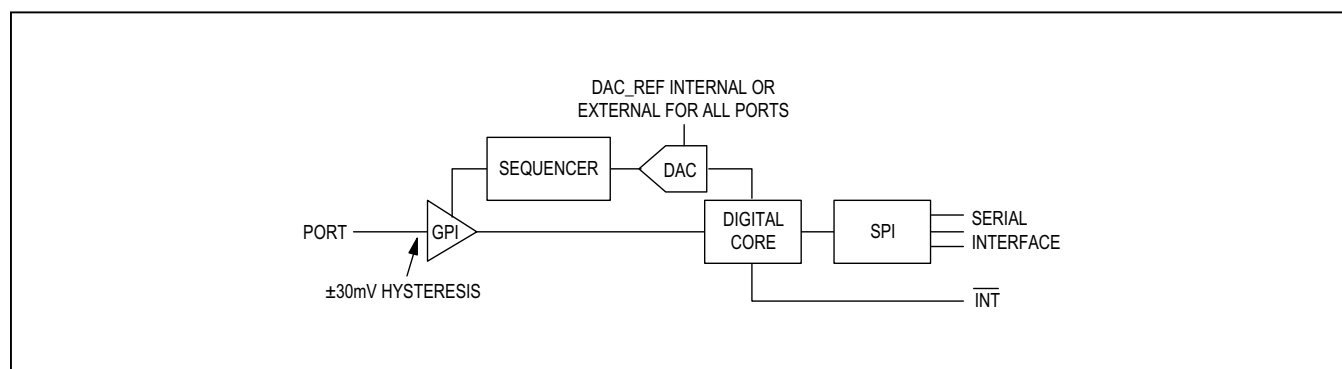 DAC_REF INTERNAL OR
EXTERNAL FOR ALL PORTS
SEQUENCER
DAC
PORT
GPI
DIGITAL
CORE
SPI
SERIAL
INTERFACE
±30mV HYSTERESIS
INT